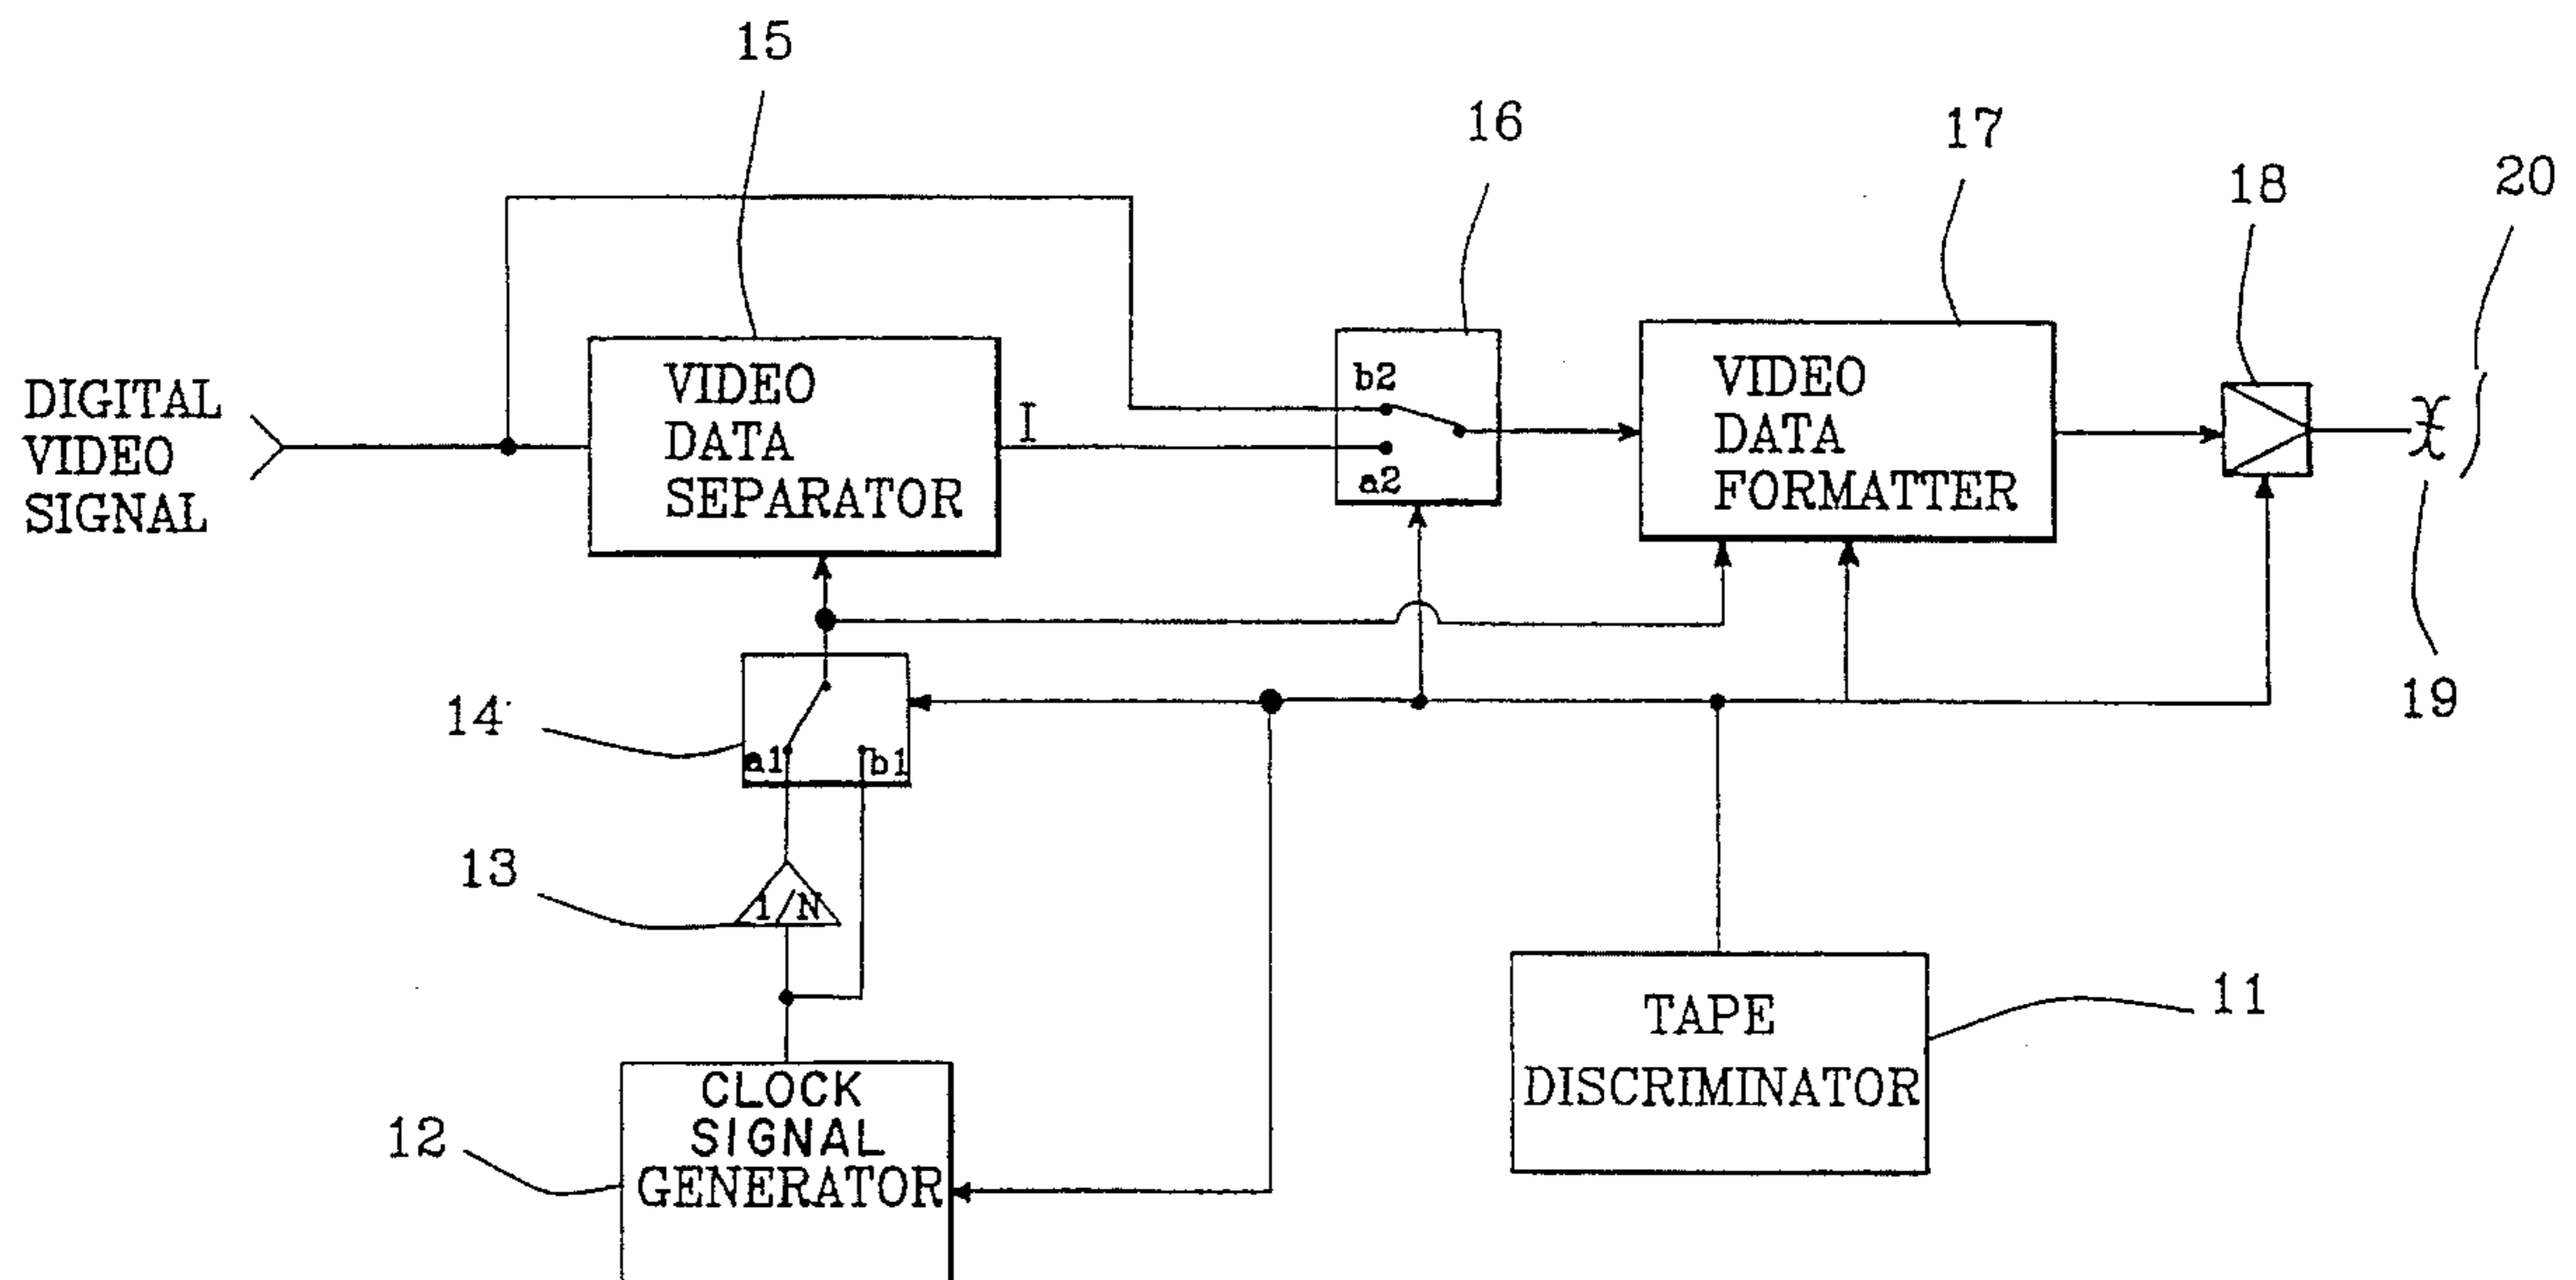 15
16
17
18
20
DIGITAL
VIDEO
SIGNAL
VIDEO
DATA
SEPARATOR
I
b2
a2
VIDEO
DATA
FORMATTER
19
14
a1
b1
13
1/N
TAPE
DISCRIMINATOR
11
CLOCK
SIGNAL
GENERATOR
12